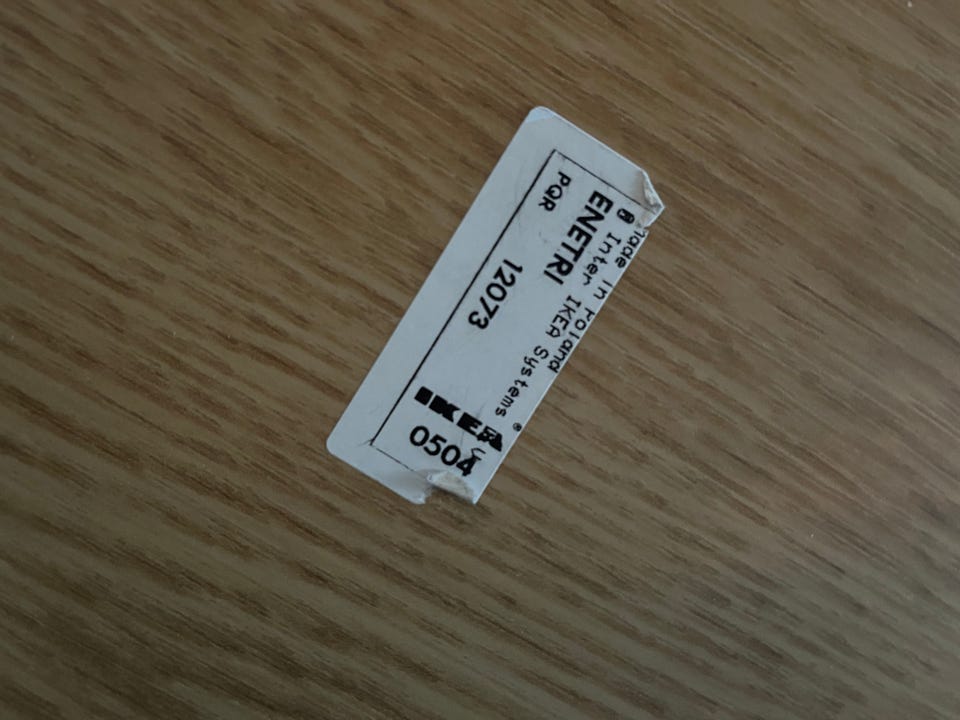 Made in Poland
© Inter IKEA Systems
ENETRI
PQR
12073
IKEA®
0504